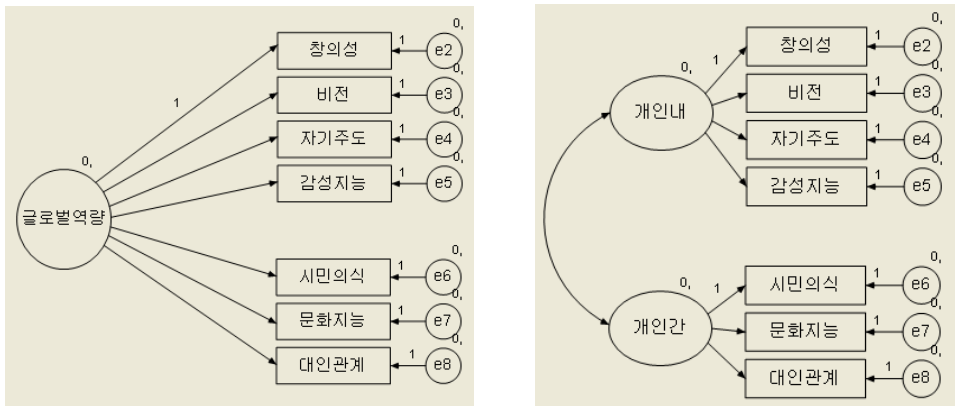 0,
1
창의성
1
e2
0,
비전
1
e3
0,
자기주도
1
e4
0,
감성지능
1
e5
0,
글로벌역량
시민의식
1
e6
0,
문화지능
1
e7
0,
대인관계
1
e8
0,
0,
1
개인내
창의성
1
e2
0,
비전
1
e3
0,
자기주도
1
e4
0,
감성지능
1
e5
0,
0,
1
개인간
시민의식
1
e6
0,
문화지능
1
e7
0,
대인관계
1
e8
0,